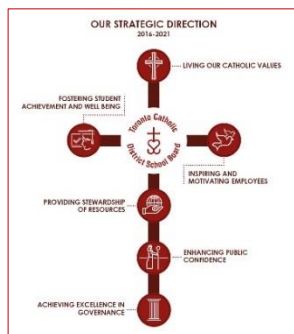 OUR STRATEGIC DIRECTION
2016-2021
LIVING OUR CATHOLIC VALUES
FOSTERING STUDENT
ACHIEVEMENT AND WELL BEING
Toronto Catholic
District School Board
INSPIRING AND
MOTIVATING EMPLOYEES
PROVIDING STEWARDSHIP
OF RESOURCES
ENHANCING PUBLIC
CONFIDENCE
ACHIEVING EXCELLENCE IN
GOVERNANCE